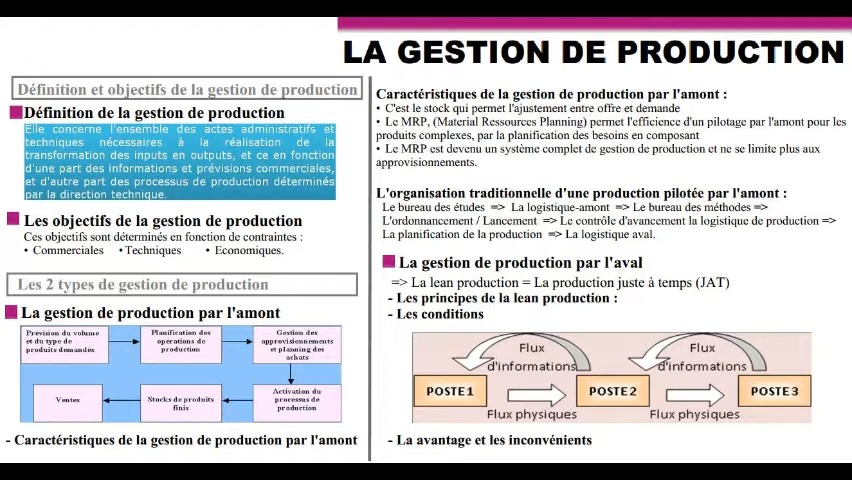 LA GESTION DE PRODUCTION
Définition et objectifs de la gestion de production
Définition de la gestion de production
Elle concerne l'ensemble des actes administratifs et
techniques nécessaires à la réalisation de la
transformation des inputs en outputs, et ce en fonction
d'une part des informations et prévisions commerciales,
et d'autre part des processus de production déterminés
par la direction technique.
Les objectifs de la gestion de production
Ces objectifs sont déterminés en fonction de contraintes :
• Commerciales • Techniques • Economiques.
Les 2 types de gestion de production
La gestion de production par l'amont
Prévision du volume
et du type de
produits demandés
Planification des
opérations de
production
Gestion des
approvisionnements
et planning des
achats
Activation du
processus de
production
Stocks de produits
finis
Ventes
- Caractéristiques de la gestion de production par l'amont
Caractéristiques de la gestion de production par l'amont :
• C'est le stock qui permet l'ajustement entre offre et demande
• Le MRP, (Material Ressources Planning) permet l'efficience d'un pilotage par l'amont pour les
produits complexes, par la planification des besoins en composant
• Le MRP est devenu un système complet de gestion de production et ne se limite plus aux
approvisionnements.
L'organisation traditionnelle d'une production pilotée par l'amont :
Le bureau des études => La logistique-amont => Le bureau des méthodes =>
L'ordonnancement / Lancement => Le contrôle d'avancement la logistique de production =>
La planification de la production => La logistique aval.
La gestion de production par l'aval
=> La lean production = La production juste à temps (JAT)
- Les principes de la lean production :
- Les conditions
Flux
d'informations
Flux
d'informations
POSTE1
POSTE2
POSTE3
Flux physiques
Flux physiques
- La avantage et les inconvénients